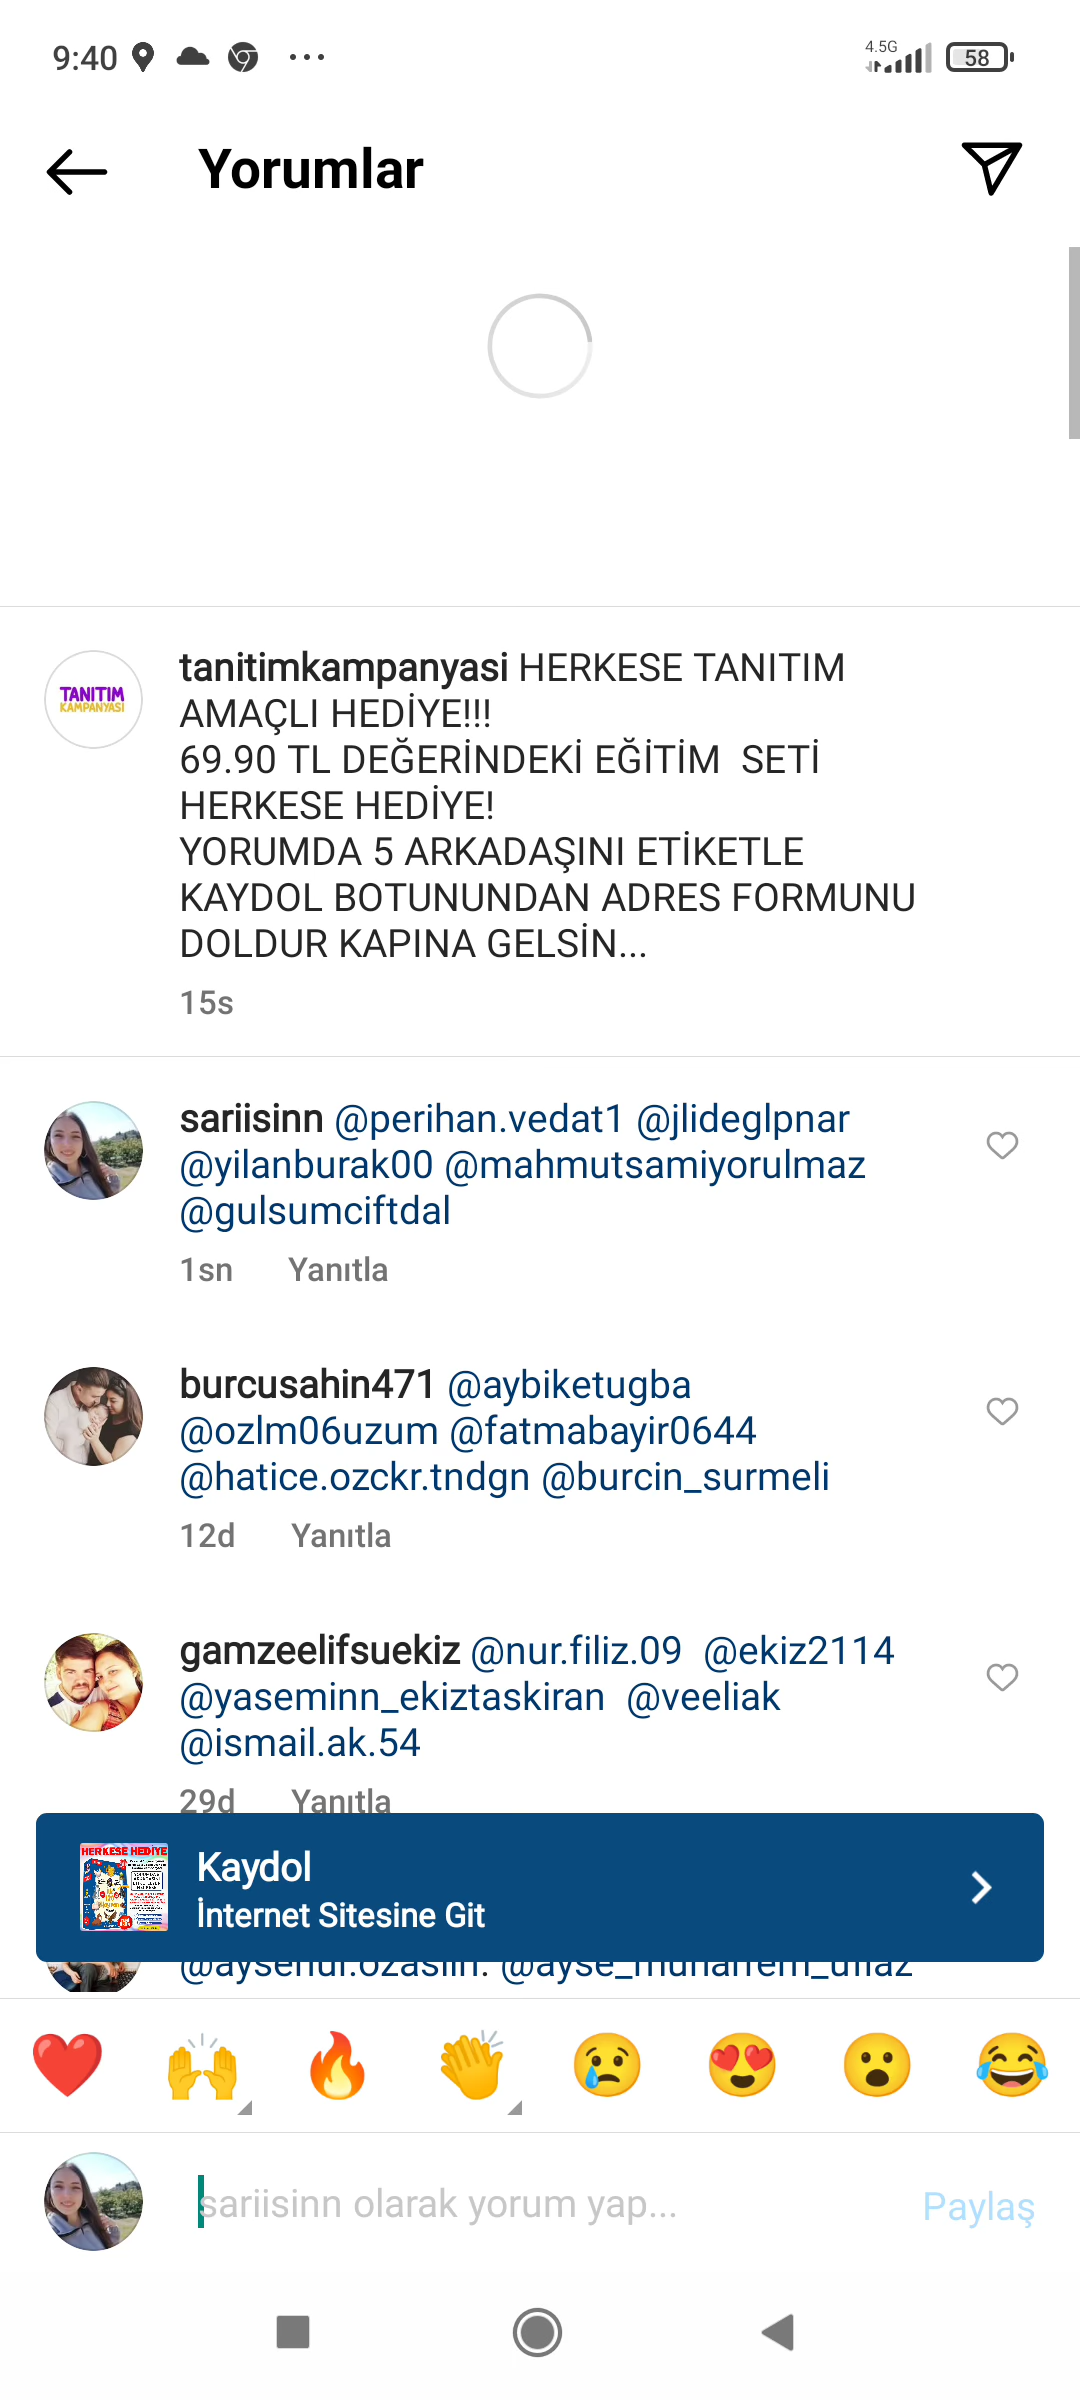 9:40
4.5G
58
Yorumlar
TANITIM
KAMPANYASI
tanitimkampanyasi HERKESE TANITIM
AMAÇLI HEDİYE!!!
69.90 TL DEĞERİNDEKİ EĞİTİM  SETİ
HERKESE HEDİYE!
YORUMDA 5 ARKADAŞINI ETİKETLE
KAYDOL BOTUNUNDAN ADRES FORMUNU
DOLDUR KAPINA GELSİN...
15s
sariisinn @perihan.vedat1 @jlideglpnar
@yilanburak00 @mahmutsamiyorulmaz
@gulsumciftdal
1sn Yanıtla
burcusahin471 @aybiketugba
@ozlm06uzum @fatmabayir0644
@hatice.ozckr.tndgn @burcin_surmeli
12d Yanıtla
gamzeelifsuekiz @nur.filiz.09  @ekiz2114
@yaseminn_ekiztaskiran  @veeliak
@ismail.ak.54
29d Yanıtla
HERKESE HEDİYE
Kaydol
İnternet Sitesine Git
sariisinn olarak yorum yap...
Paylaş